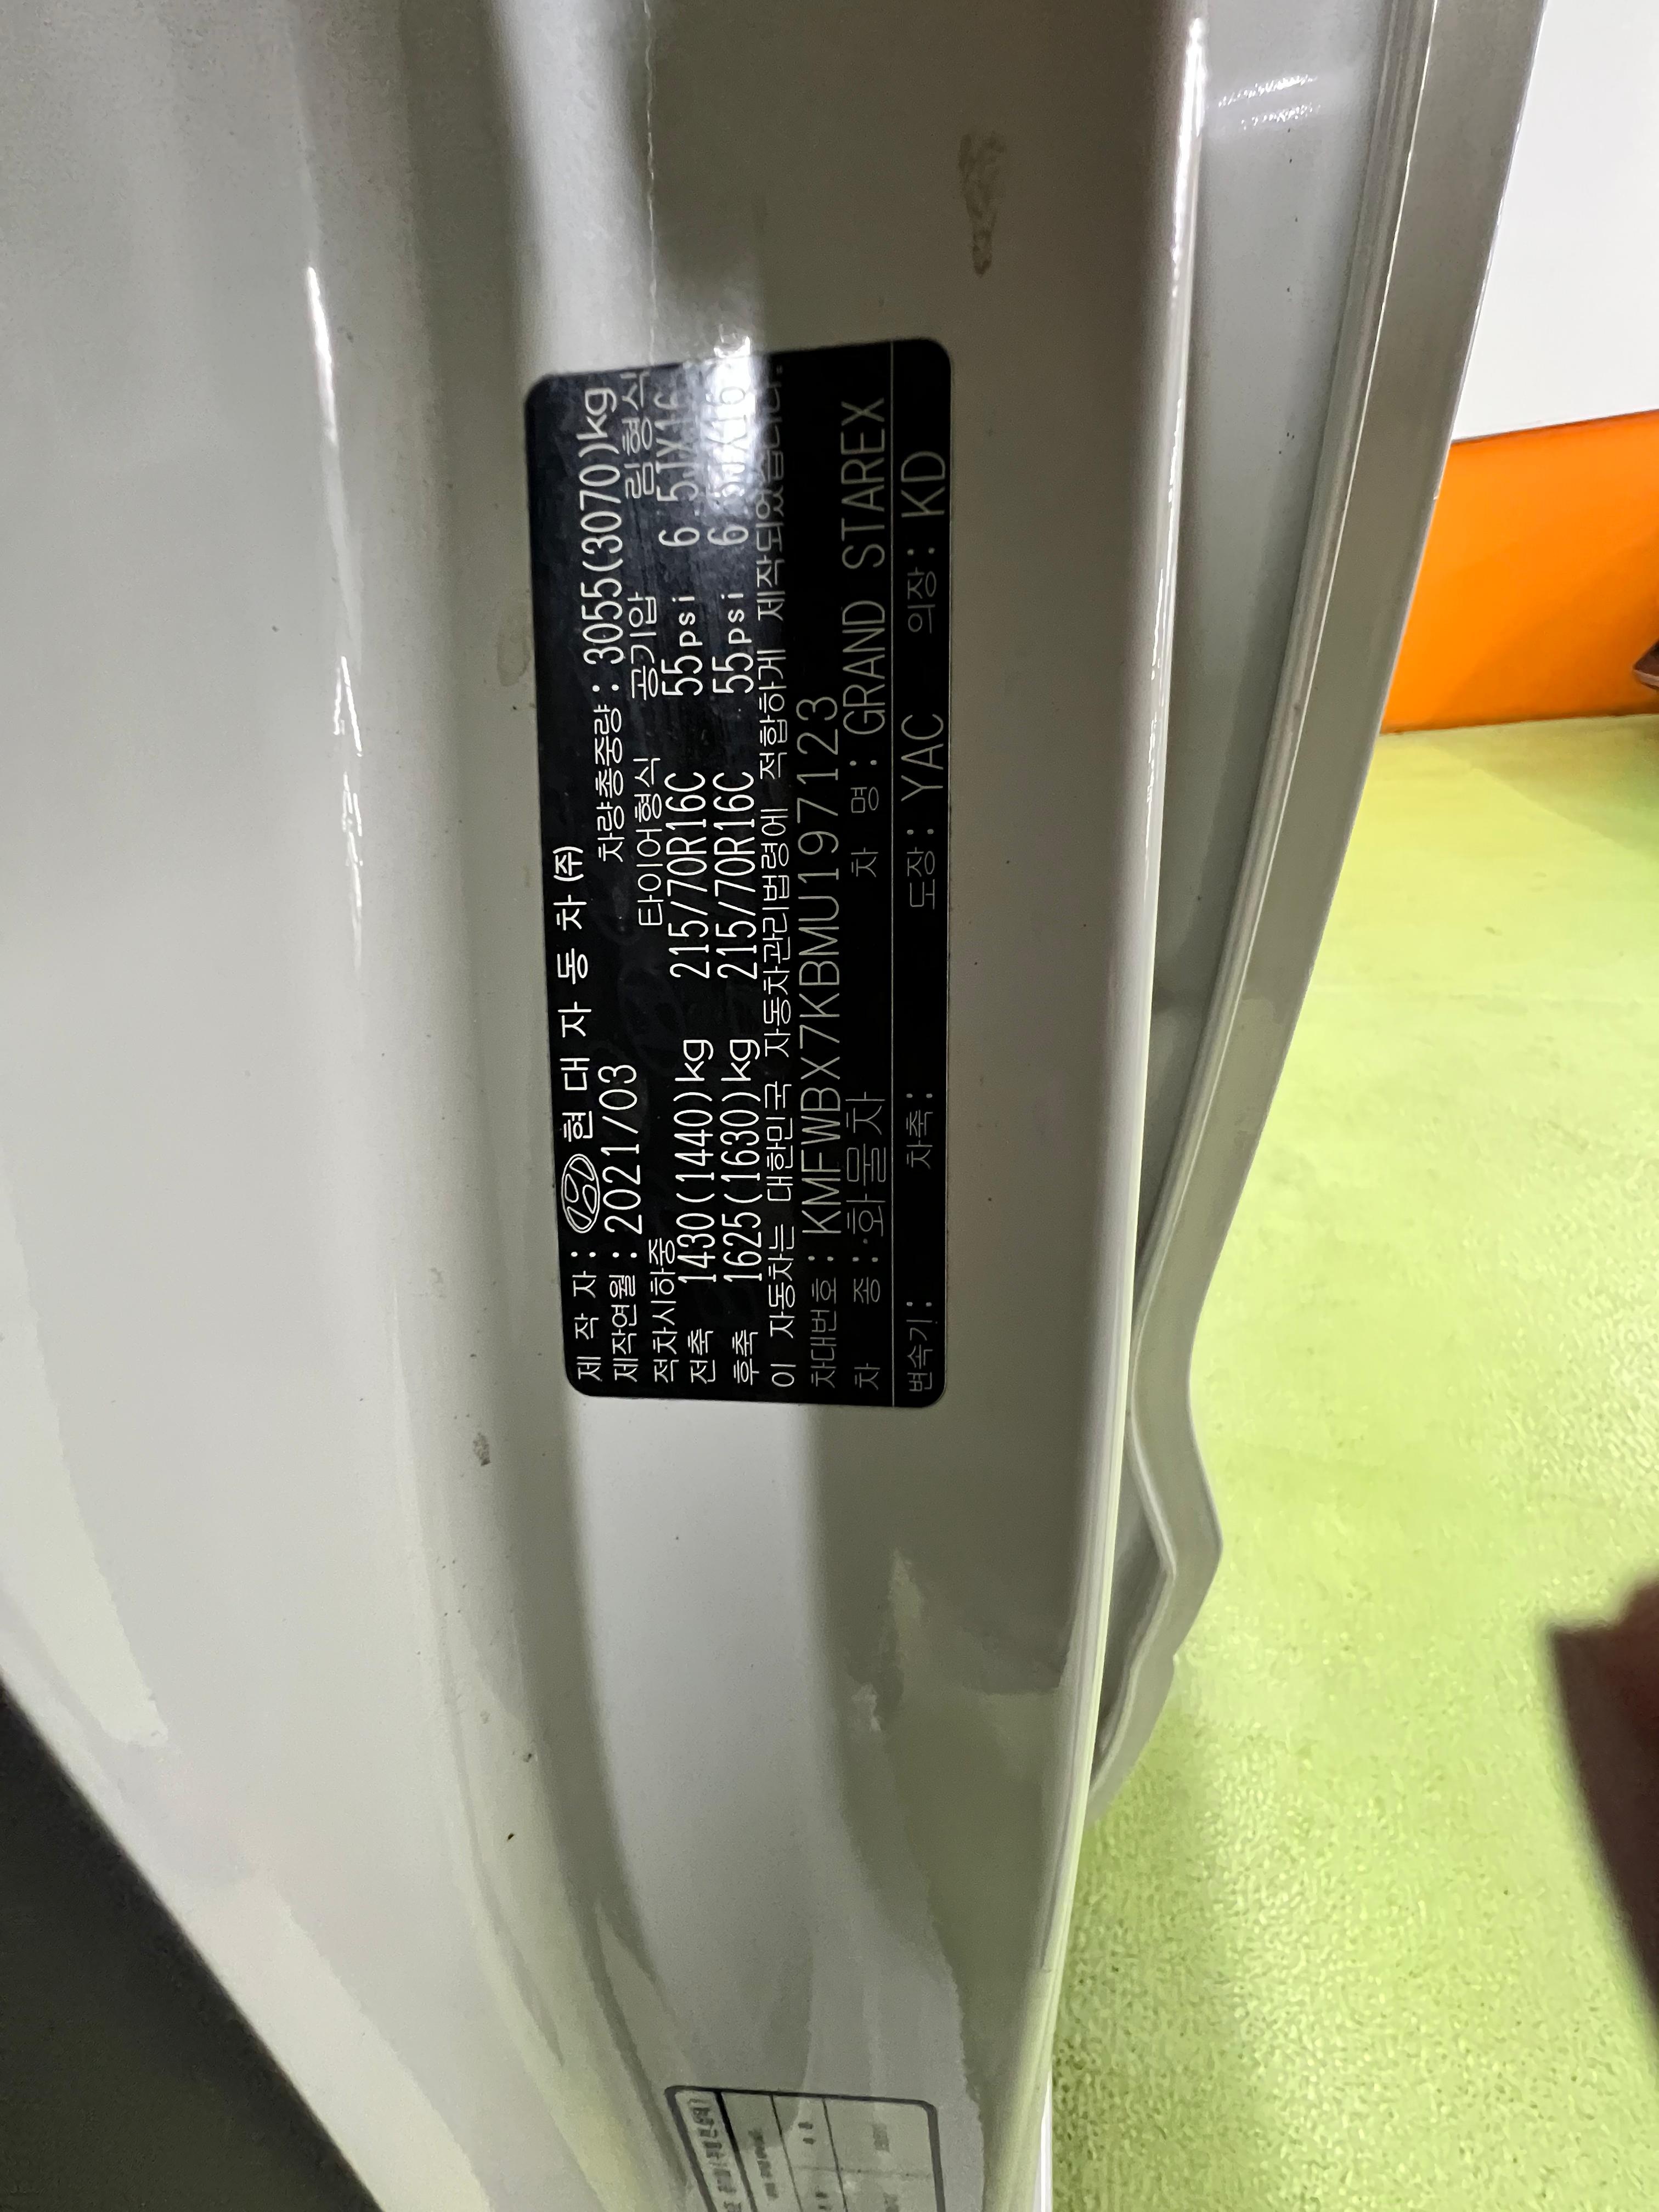 제 작 자 : 현 대 자 동 차 (주)
제작연월 : 2021/03 차량총중량 : 3055(3070)kg
적차시하중 타이어형식 공기압 림형식
전축 1430(1440)kg 215/70R16C 55psi 6.5JX16
후축 1625(1630)kg 215/70R16C 55psi 6.5JX16
이 자동차는 대한민국 자동차관리법령에 적합하게 제작되었습니다.
차대번호 : KMFWBX7KBMU197123
차 종 : 화물차 차 명 : GRAND STAREX
변속기 : 차축 : 도장 : YAC 의장 : KD